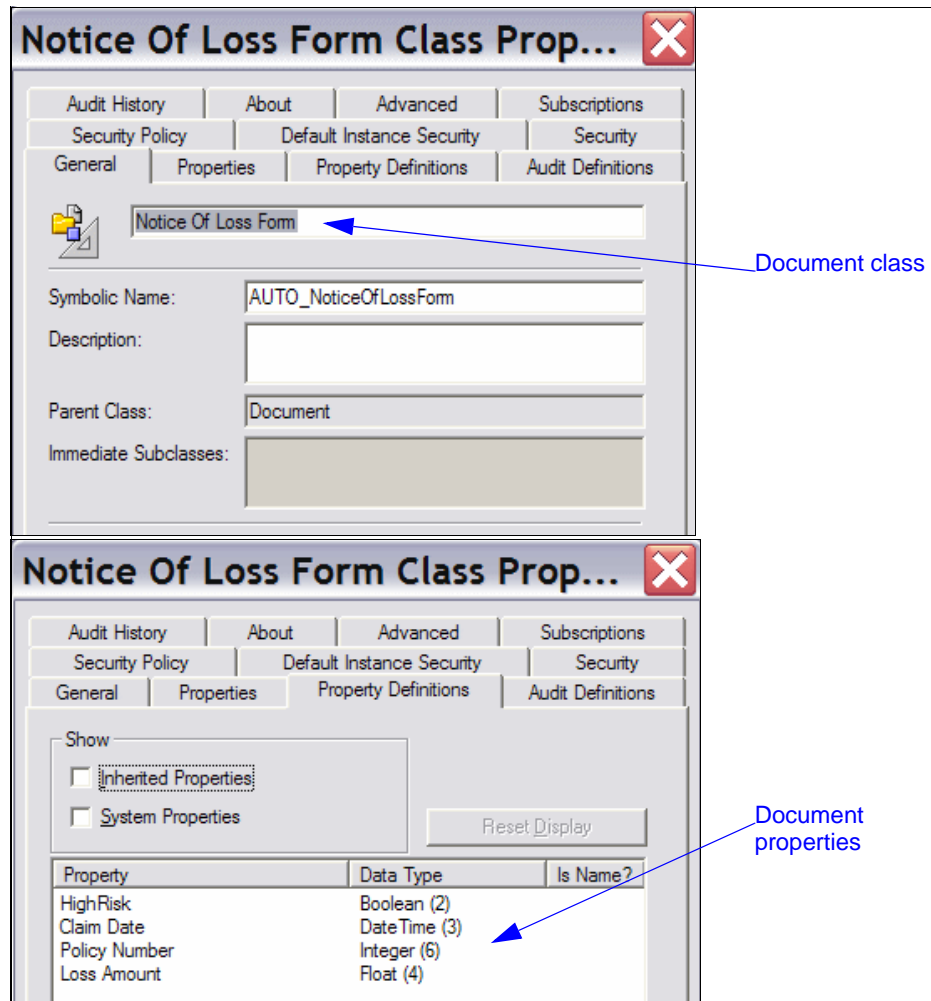 Notice Of Loss Form Class Prop...
Audit History About Advanced Subscriptions
Security Policy Default Instance Security Security
General Properties Property Definitions Audit Definitions
Notice Of Loss Form
Document class
Symbolic Name: AUTO_NoticeOfLossForm
Description:
Parent Class: Document
Immediate Subclasses:
Notice Of Loss Form Class Prop...
Audit History About Advanced Subscriptions
Security Policy Default Instance Security Security
General Properties Property Definitions Audit Definitions
Show
Inherited Properties
System Properties
Reset Display
Document
properties
Property Data Type Is Name?
HighRisk Boolean (2)
Claim Date DateTime (3)
Policy Number Integer (6)
Loss Amount Float (4)